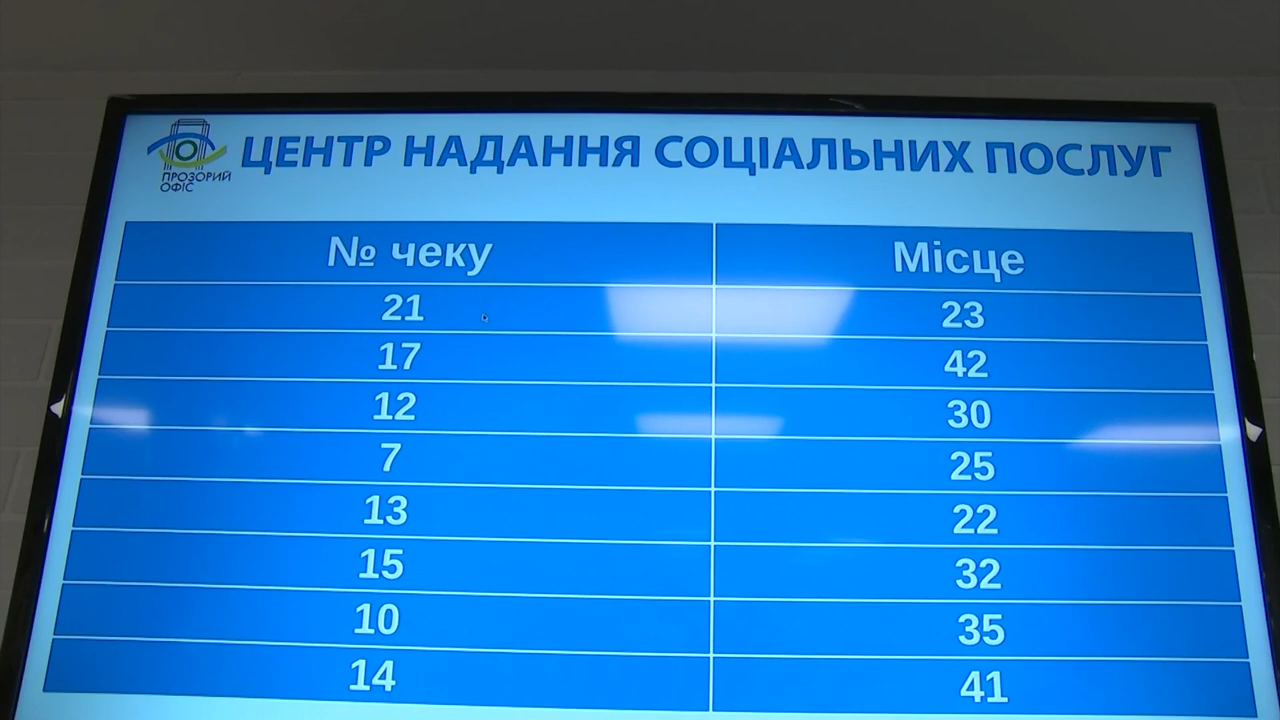 ПРОЗОРИЙ
ОФІС
ЦЕНТР НАДАННЯ СОЦІАЛЬНИХ ПОСЛУГ
№ чеку Місце
21 23
17 42
12 30
7 25
13 22
15 32
10 35
14 41